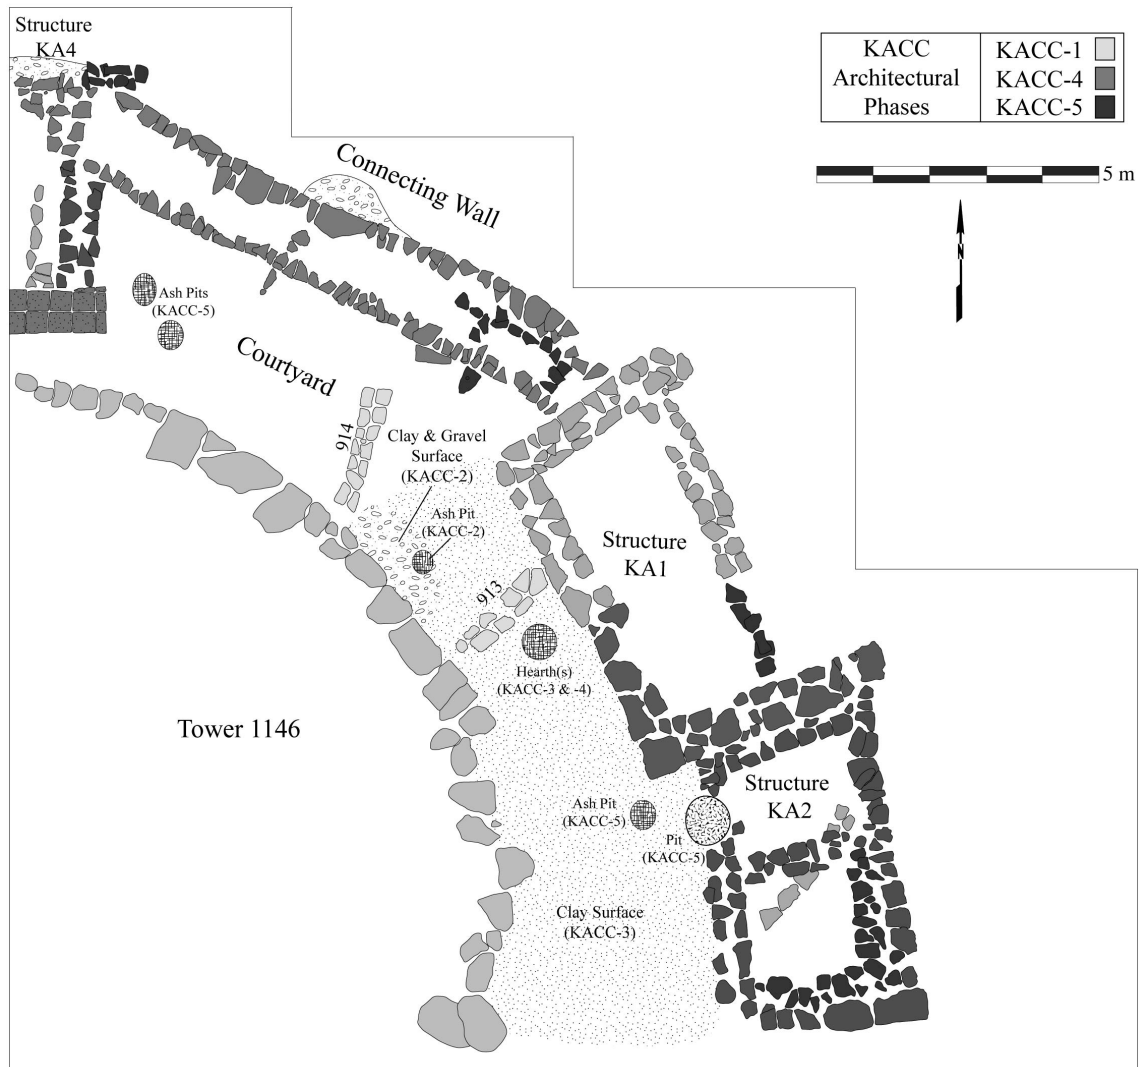 Structure
KA4
KACC
Architectural
Phases
KACC-1
KACC-4
KACC-5
5 m
N
Connecting Wall
Ash Pits
(KACC-5)
Courtyard
914
Clay & Gravel
Surface
(KACC-2)
Ash Pit
(KACC-2)
Structure
KA1
913
Hearth(s)
(KACC-3 & -4)
Tower 1146
Structure
KA2
Ash Pit
(KACC-5)
Pit
(KACC-5)
Clay Surface
(KACC-3)